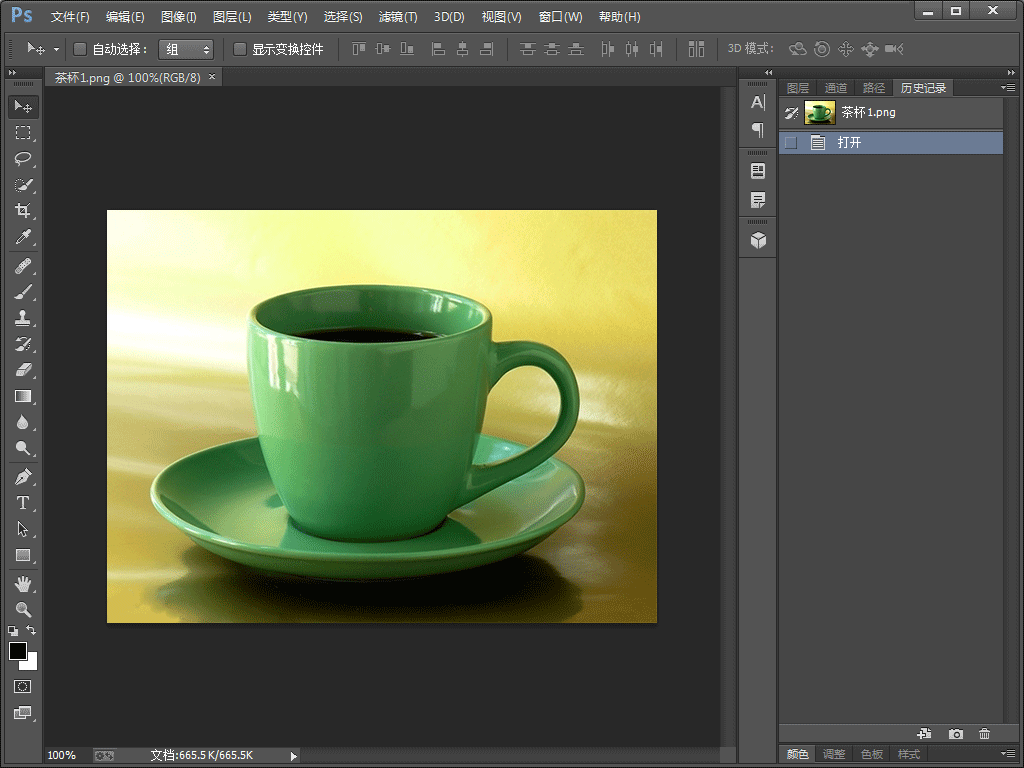 Ps 文件(F) 编辑(E) 图像(I) 图层(L) 类型(Y) 选择(S) 滤镜(T) 3D(D) 视图(V) 窗口(W) 帮助(H)
自动选择： 组 显示变换控件 3D 模式：
茶杯1.png @ 100%(RGB/8) ×
图层 通道 路径 历史记录
茶杯1.png
打开
100% 文档:665.5K/665.5K
颜色 调整 色板 样式